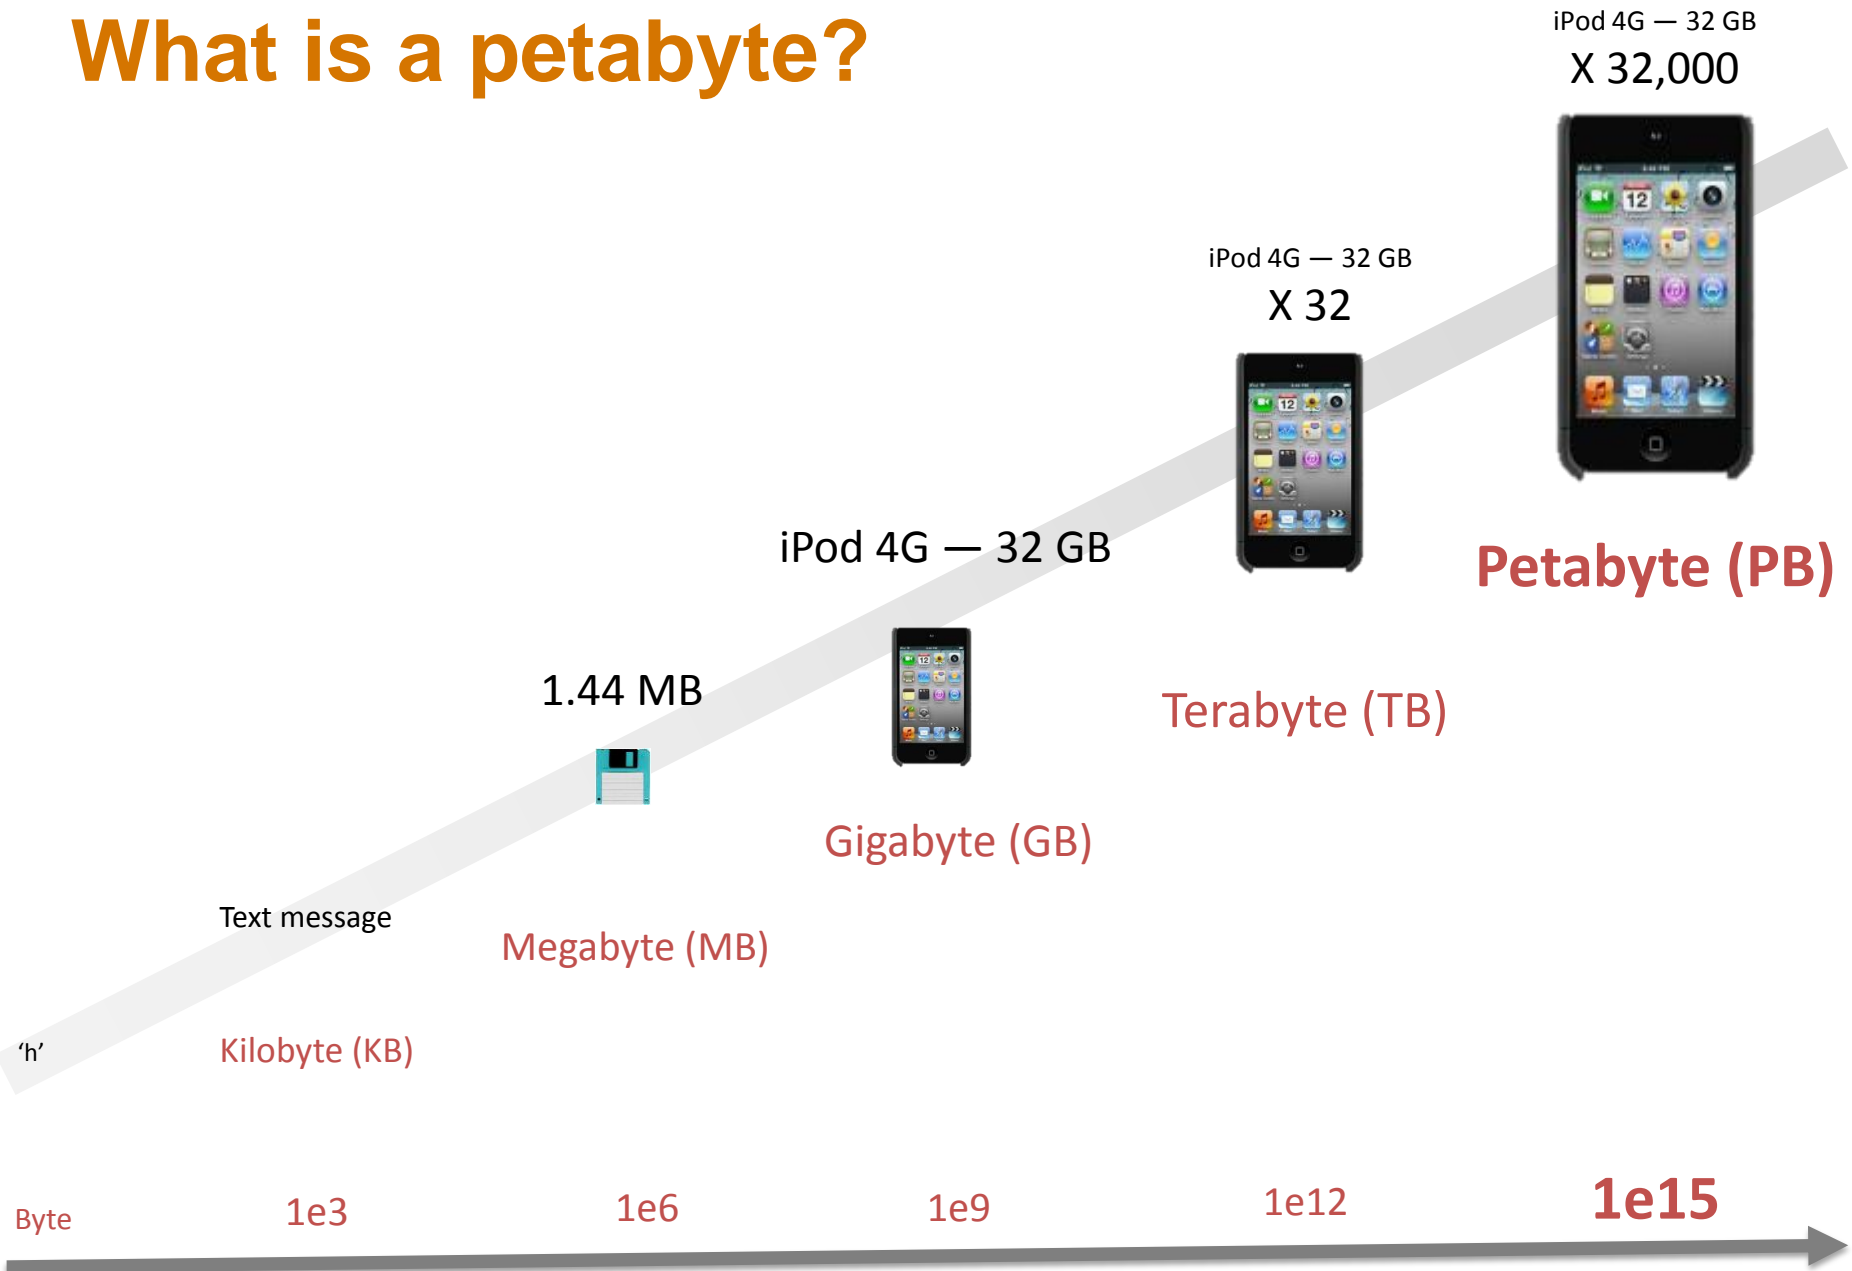 What is a petabyte?
iPod 4G — 32 GB
X 32,000
iPod 4G — 32 GB
X 32
iPod 4G — 32 GB
Petabyte (PB)
1.44 MB
Terabyte (TB)
Gigabyte (GB)
Text message
Megabyte (MB)
‘h’
Kilobyte (KB)
Byte
1e3
1e6
1e9
1e12
1e15